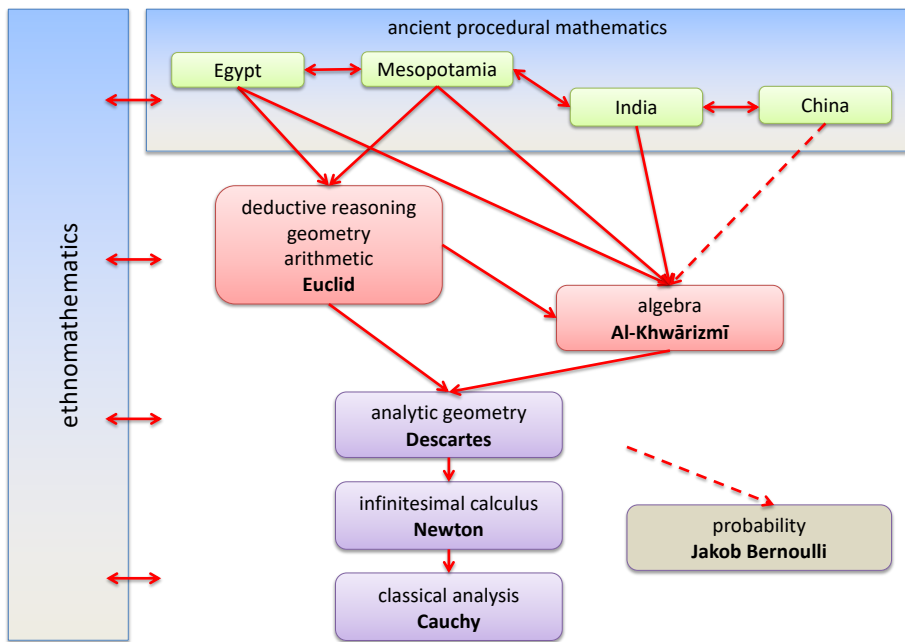 ancient procedural mathematics
Egypt
Mesopotamia
India
China
ethnomathematics
deductive reasoning
geometry
arithmetic
Euclid
algebra
Al-Khwārizmī
analytic geometry
Descartes
infinitesimal calculus
Newton
probability
Jakob Bernoulli
classical analysis
Cauchy